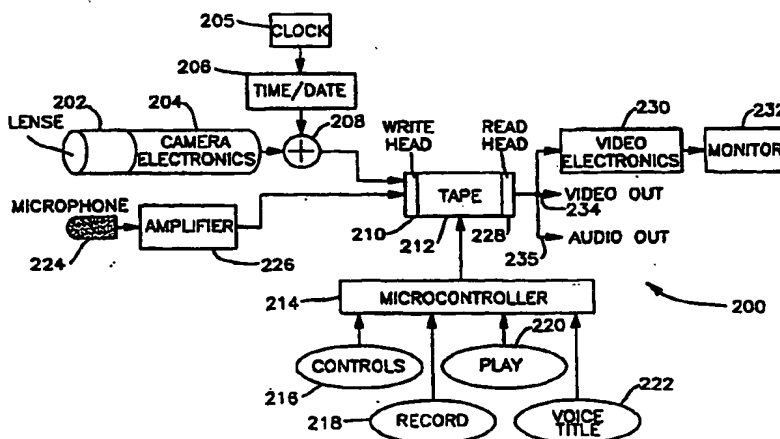 205
CLOCK
206
TIME/DATE
202
204
208
LENSE
CAMERA
ELECTRONICS
WRITE
HEAD
READ
HEAD
230
VIDEO
ELECTRONICS
232
MONITOR
MICROPHONE
224
AMPLIFIER
226
TAPE
210
212
228
VIDEO OUT
234
AUDIO OUT
235
214
MICROCONTROLLER
200
CONTROLS
216
RECORD
218
PLAY
220
VOICE
TITLE
222